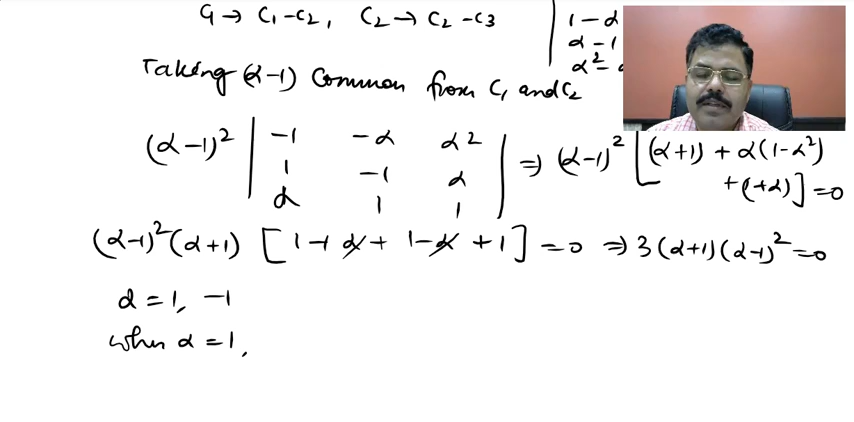 C1 → C1 - C2, C2 → C2 - C3
1 - α
α - 1
α² -
Taking (α-1) Common from C1 and C2
(α-1)² | -1 -α α² | ⇒ (α-1)² [ (α+1) + α(1-α²)
1 -1 α
+ (1+α) ] = 0
α 1 1
(α-1)² (α+1) [ 1 + α + 1 - α + 1 ] = 0 ⇒ 3 (α+1) (α-1)² = 0
α = 1, -1
when α = 1,